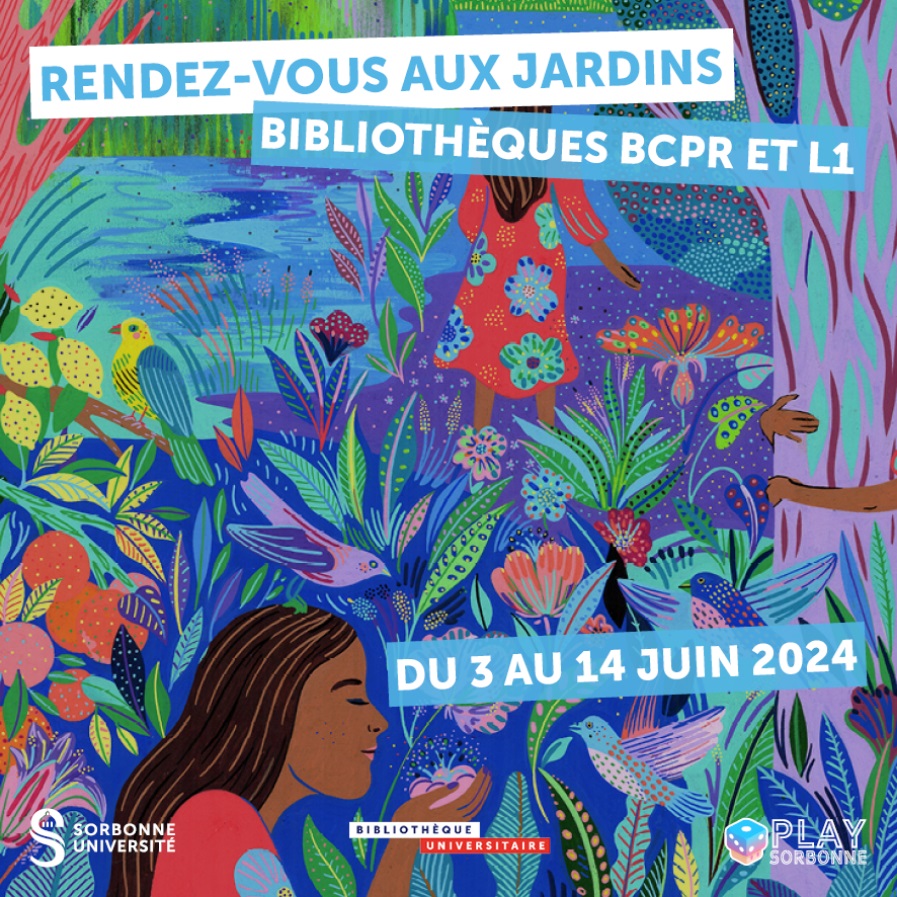 RENDEZ-VOUS AUX JARDINS
BIBLIOTHÈQUES BCPR ET L1
DU 3 AU 14 JUIN 2024
S SORBONNE
UNIVERSITÉ
BIBLIOTHÈQUE
UNIVERSITAIRE
PLAY
SORBONNE